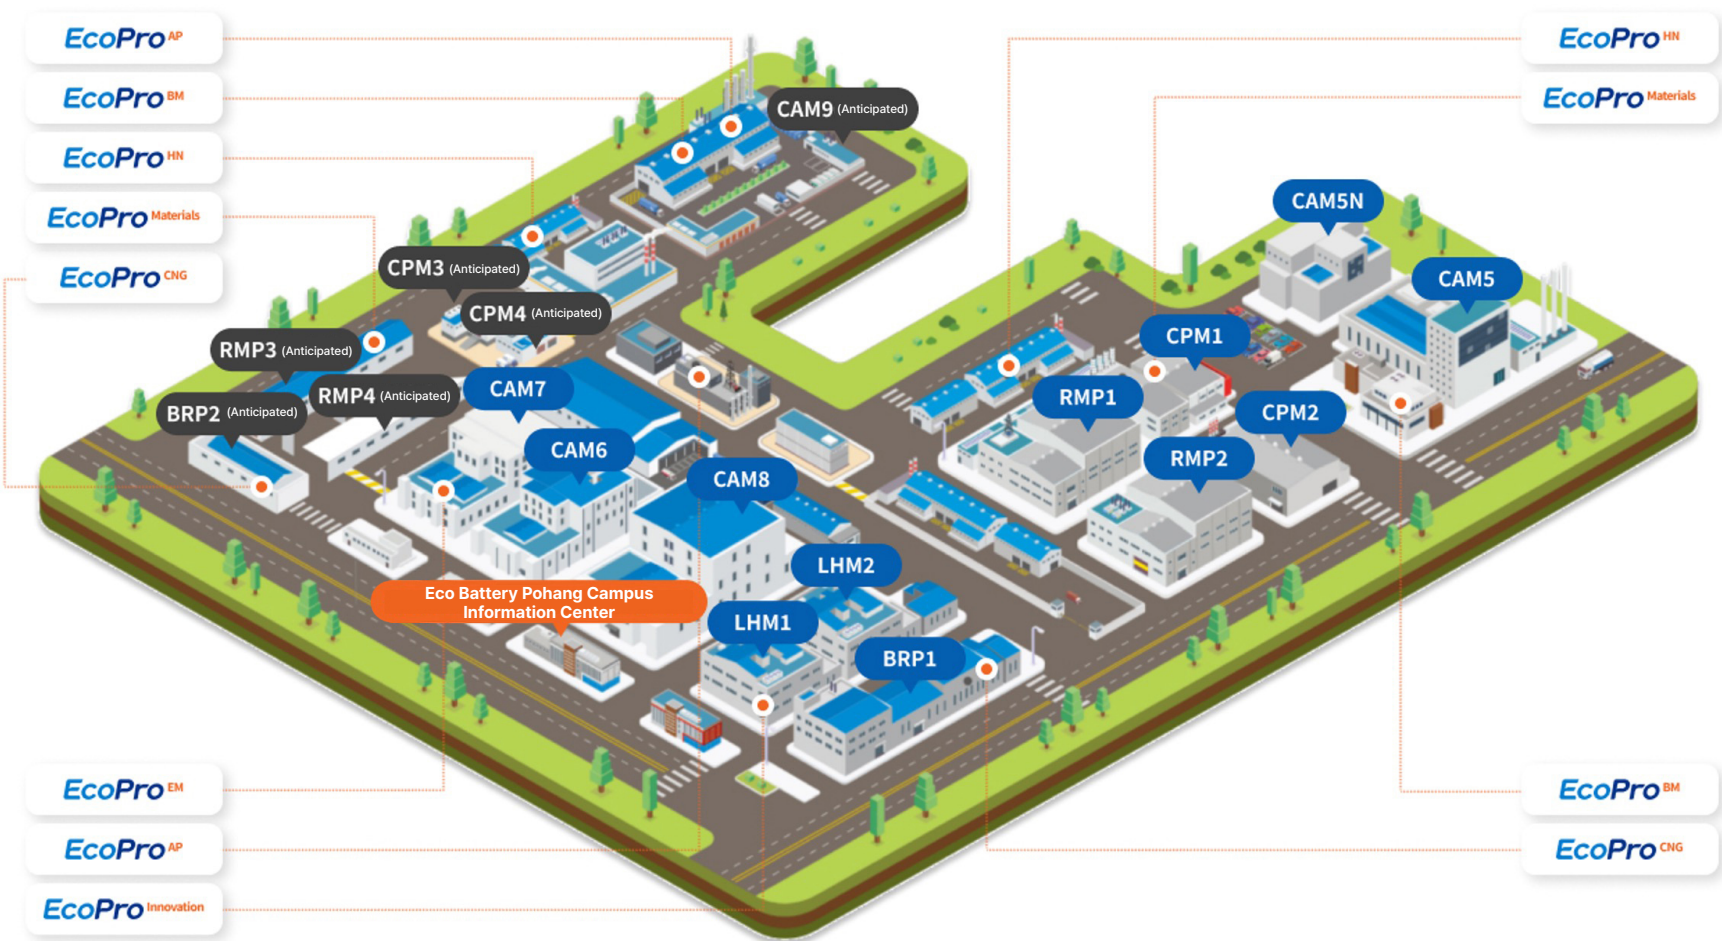 EcoPro AP
EcoPro BM
EcoPro HN
EcoPro Materials
EcoPro CNG
EcoPro HN
EcoPro Materials
CAM9 (Anticipated)
CAM5N
CAM5
CPM3 (Anticipated)
CPM4 (Anticipated)
CPM1
RMP3 (Anticipated)
RMP4 (Anticipated)
BRP2 (Anticipated)
CAM7
RMP1
CPM2
CAM6
RMP2
CAM8
LHM2
Eco Battery Pohang Campus
Information Center
LHM1
BRP1
EcoPro EM
EcoPro AP
EcoPro Innovation
EcoPro BM
EcoPro CNG